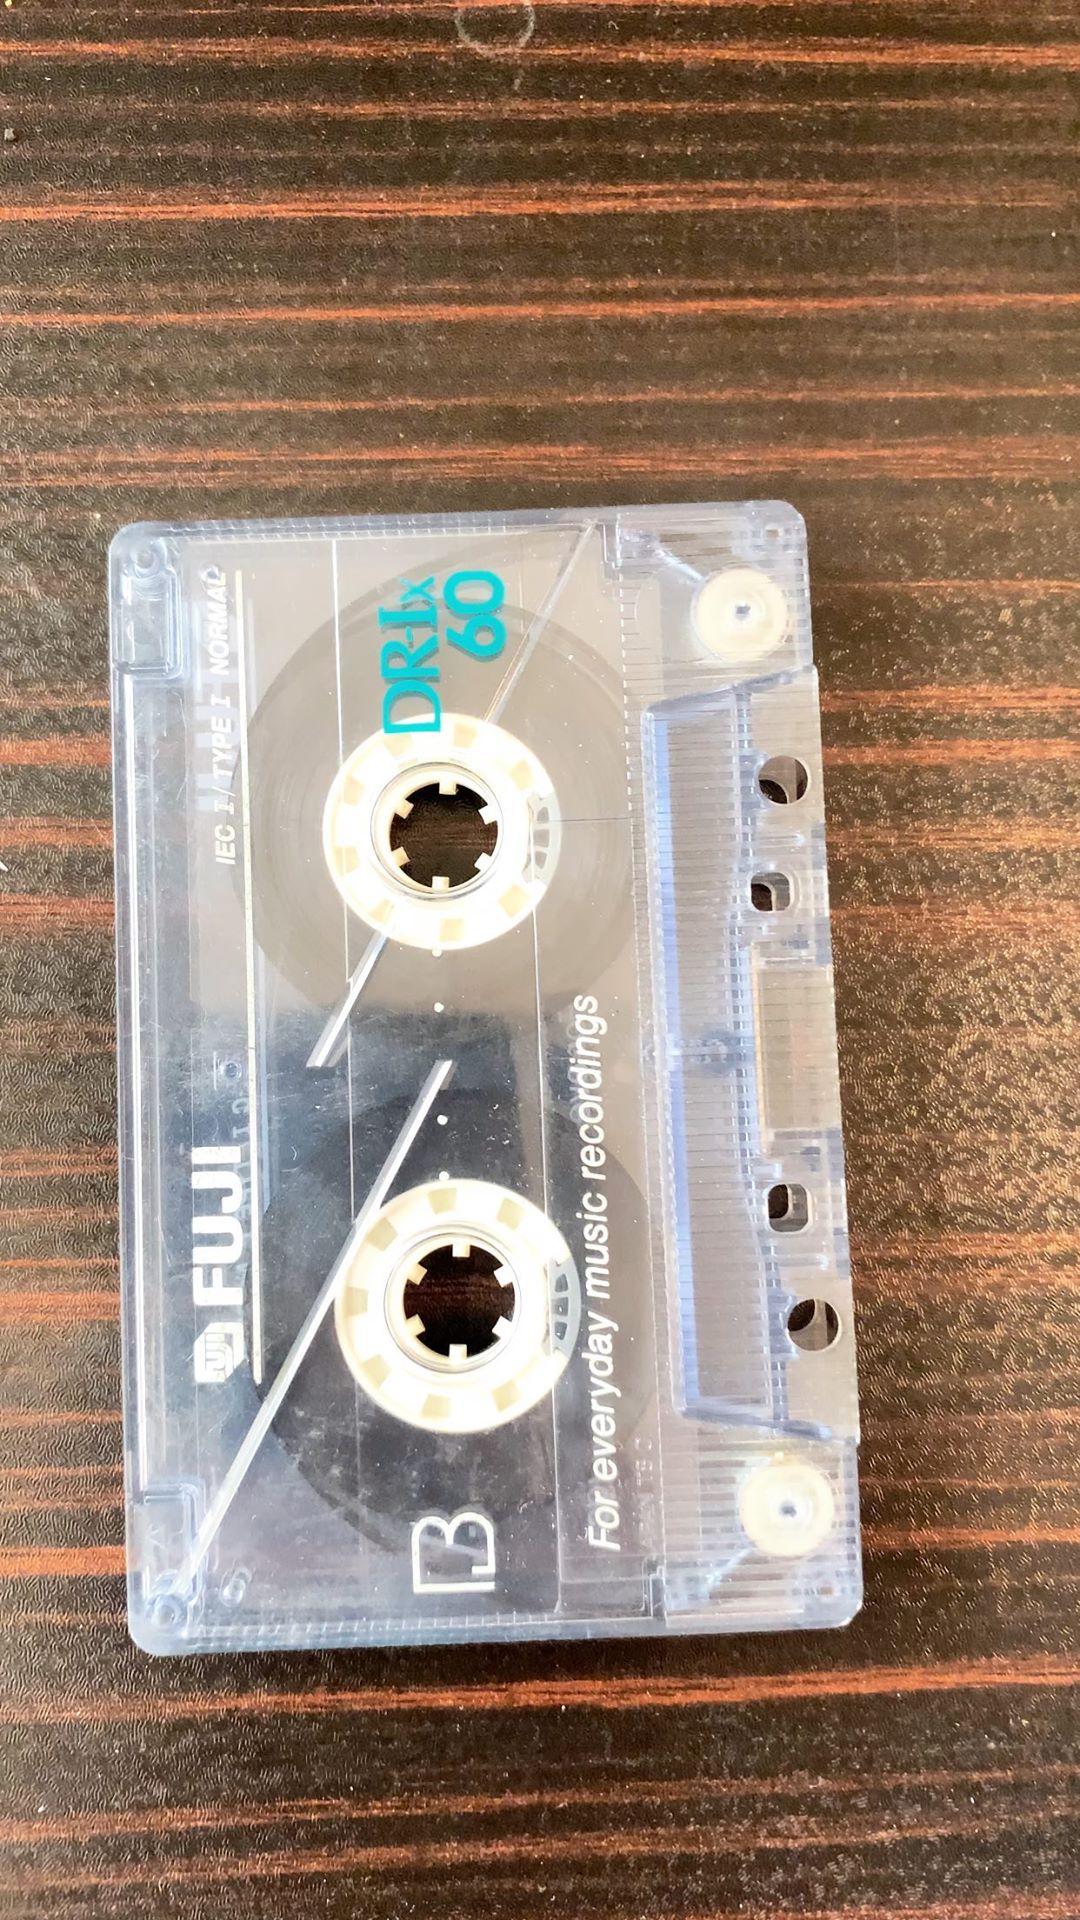 FUJI
IEC I/TYPE I NORMAL
DR-Ix
60
B
For everyday music recordings